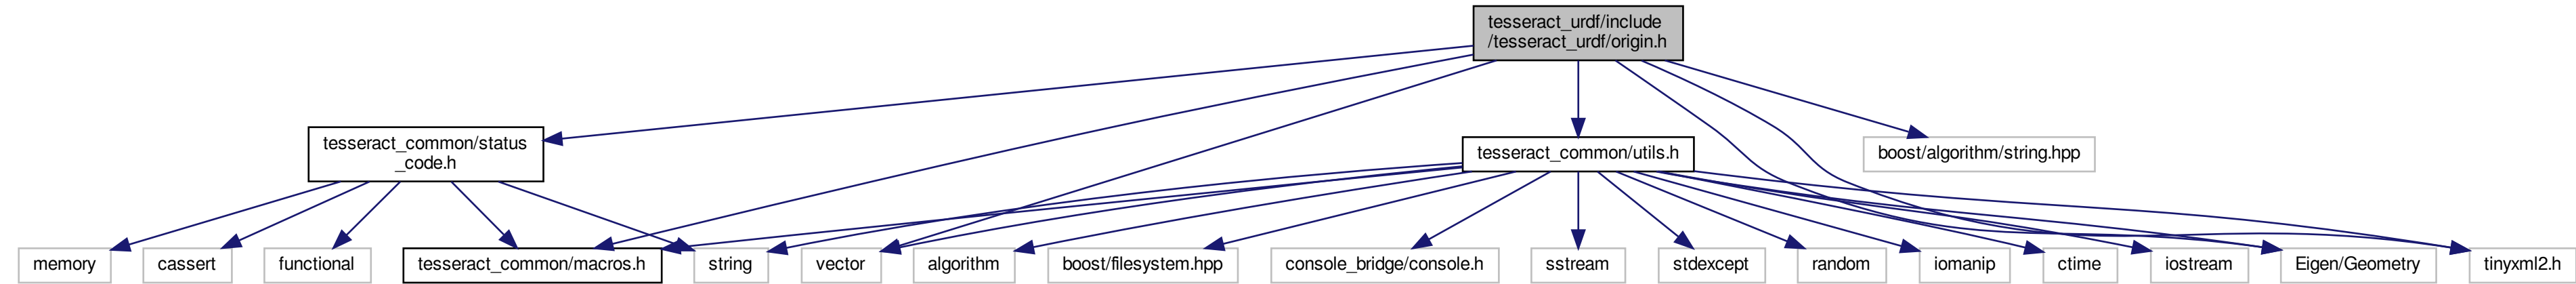 tesseract_urdf/include
/tesseract_urdf/origin.h
tesseract_common/status
_code.h
tesseract_common/utils.h
boost/algorithm/string.hpp
memory
cassert
functional
tesseract_common/macros.h
string
vector
algorithm
boost/filesystem.hpp
console_bridge/console.h
sstream
stdexcept
random
iomanip
ctime
iostream
Eigen/Geometry
tinyxml2.h